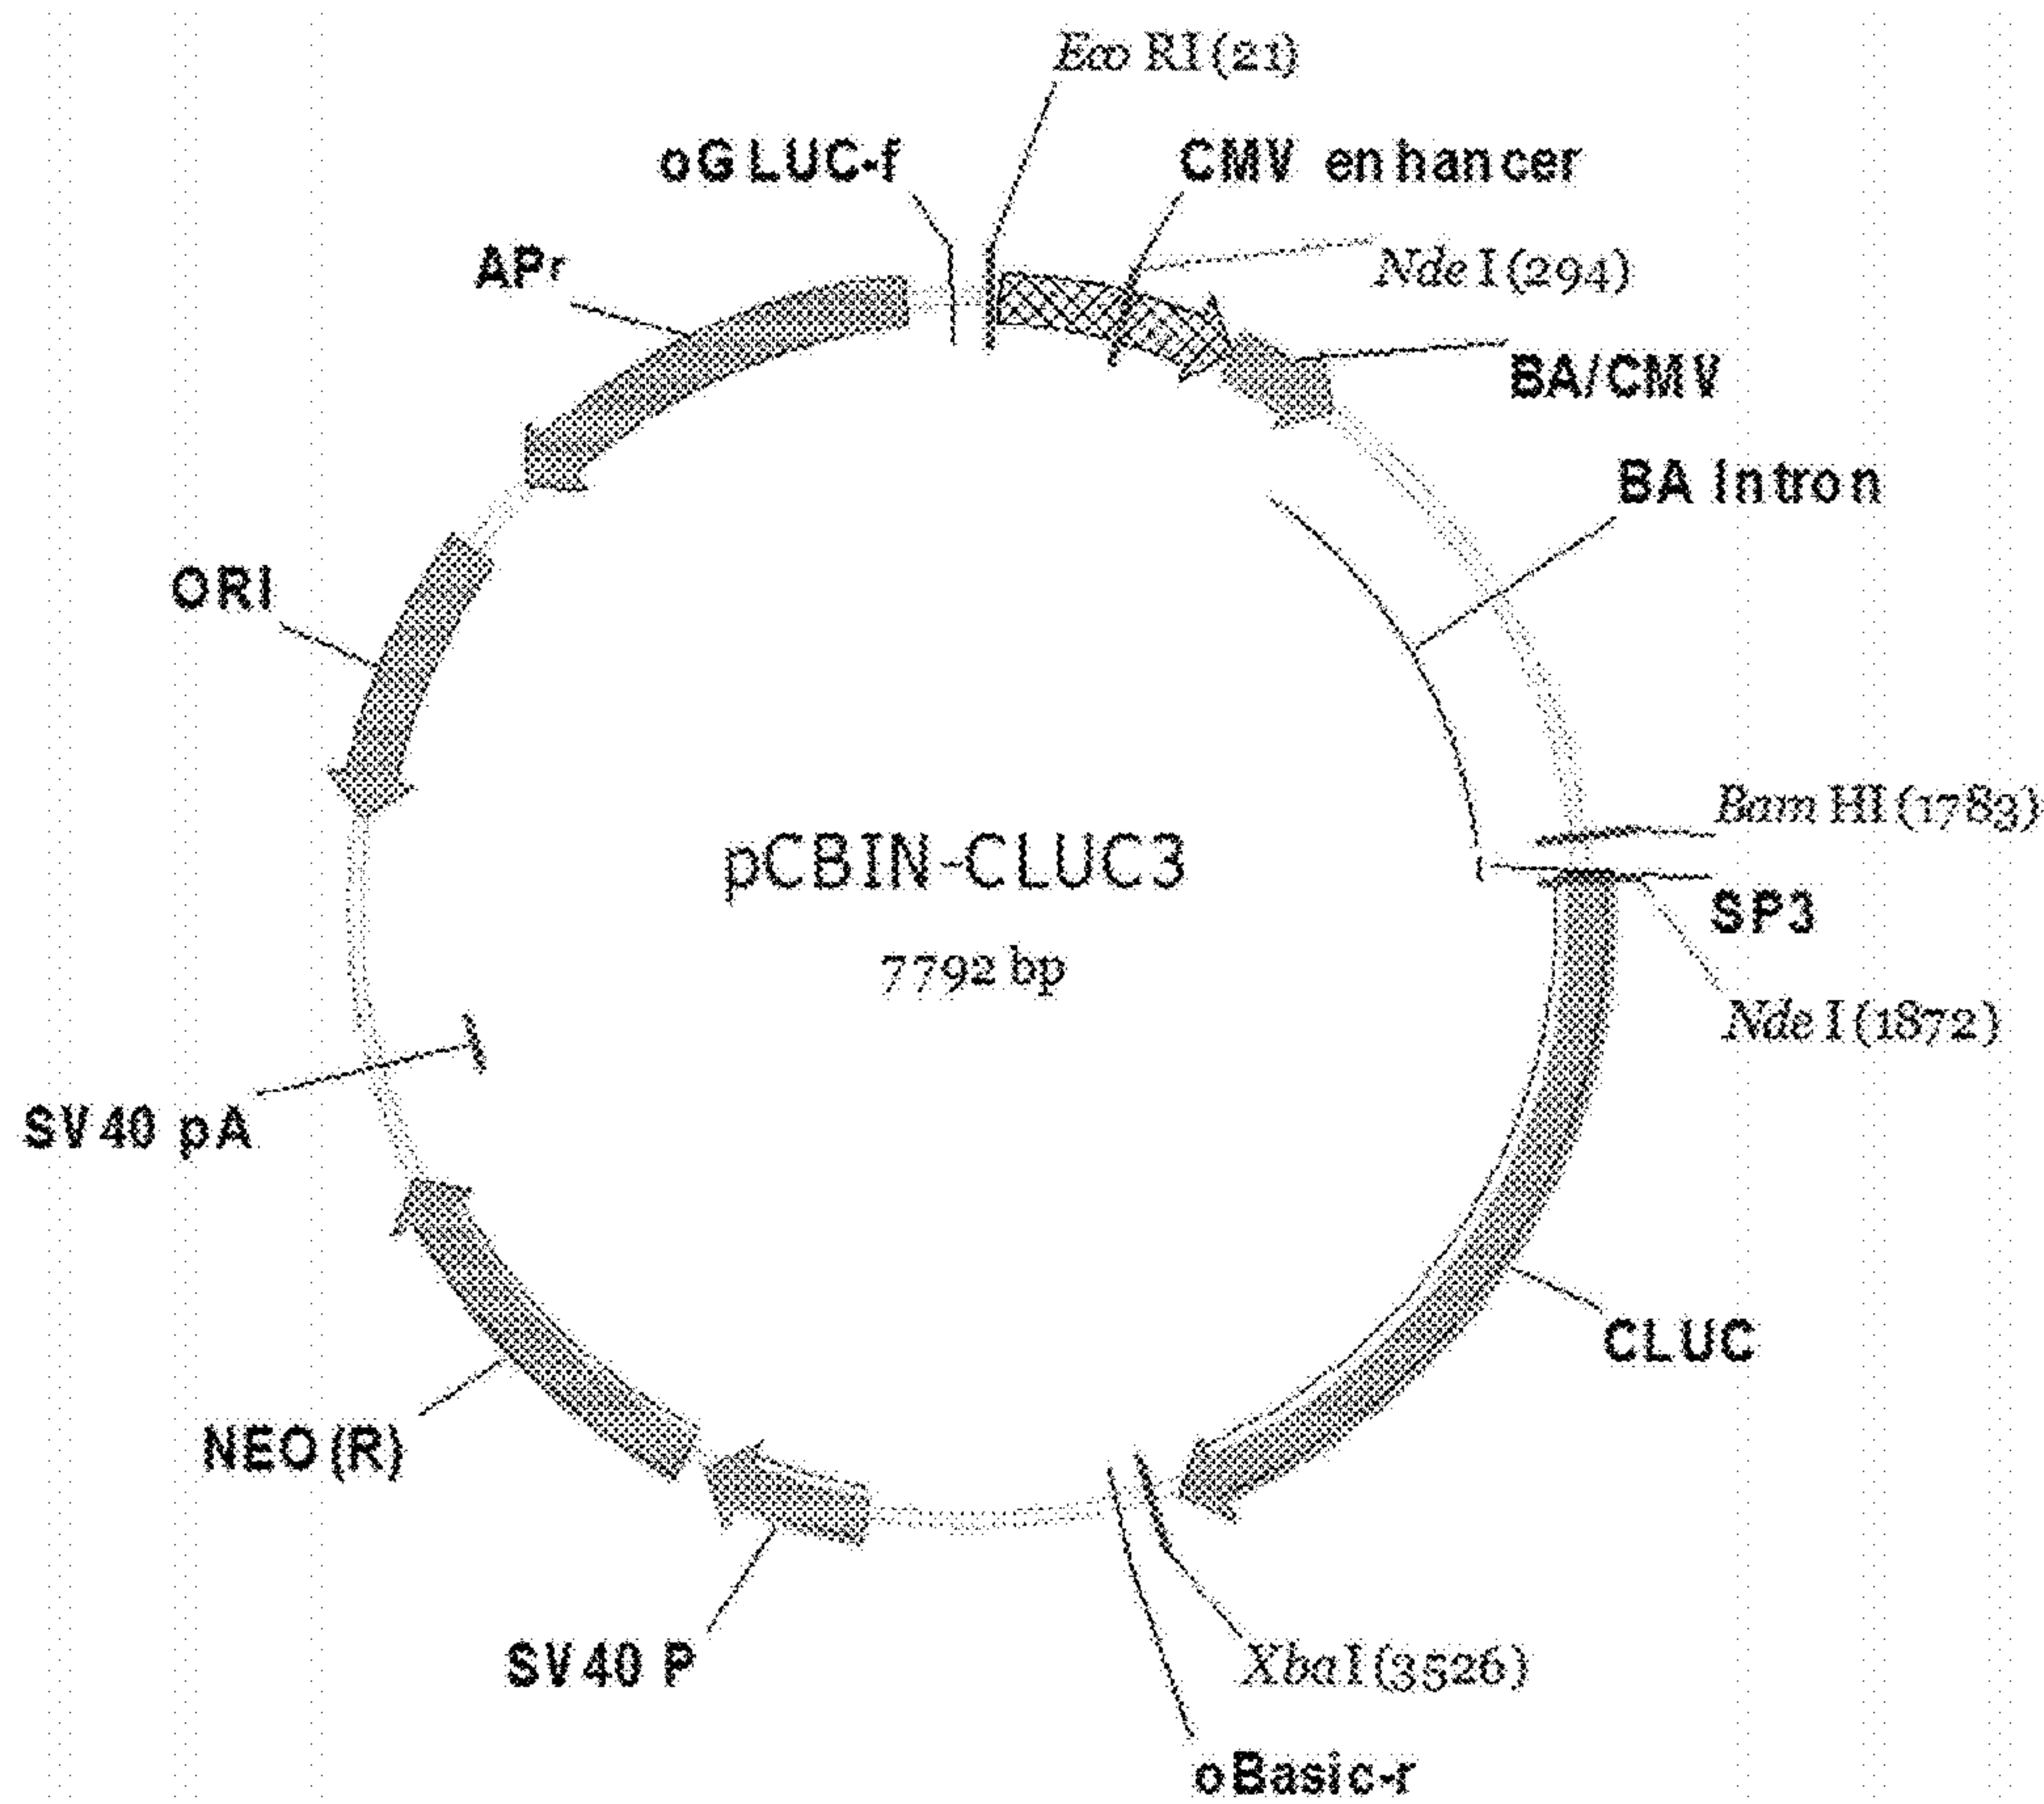 Eco RI (21)
oGLUC-f
CMV enhancer
APr
Nde I (294)
BA/CMV
BA Intron
ORI
Bam HI (1783)
pCBIN-CLUC3
SP3
7792 bp
Nde I (1872)
SV40 pA
CLUC
NEO (R)
SV40 P
Xba I (3526)
oBasic-r